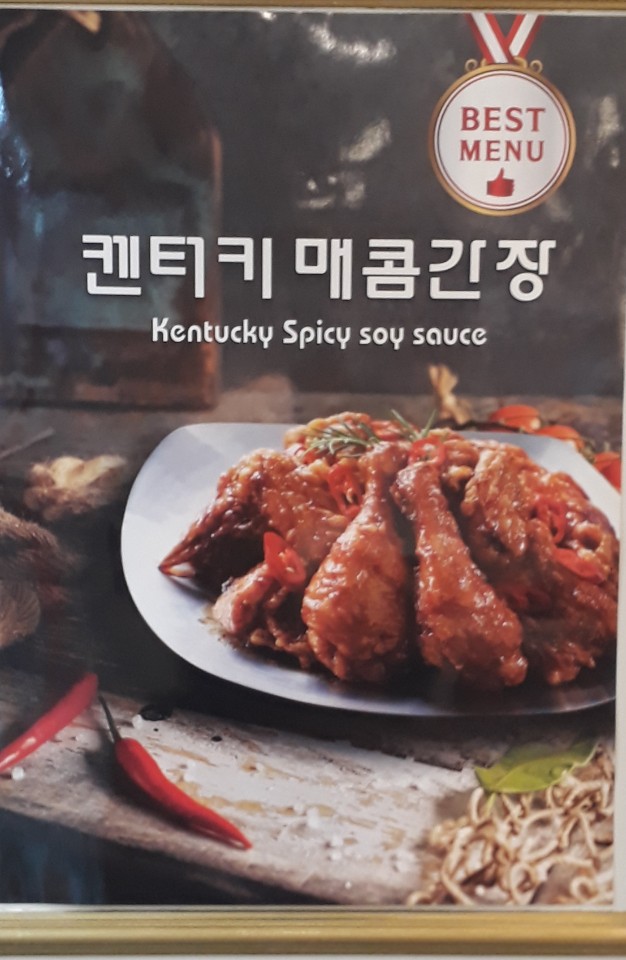 BEST
MENU
켄터키 매콤간장
Kentucky Spicy soy sauce